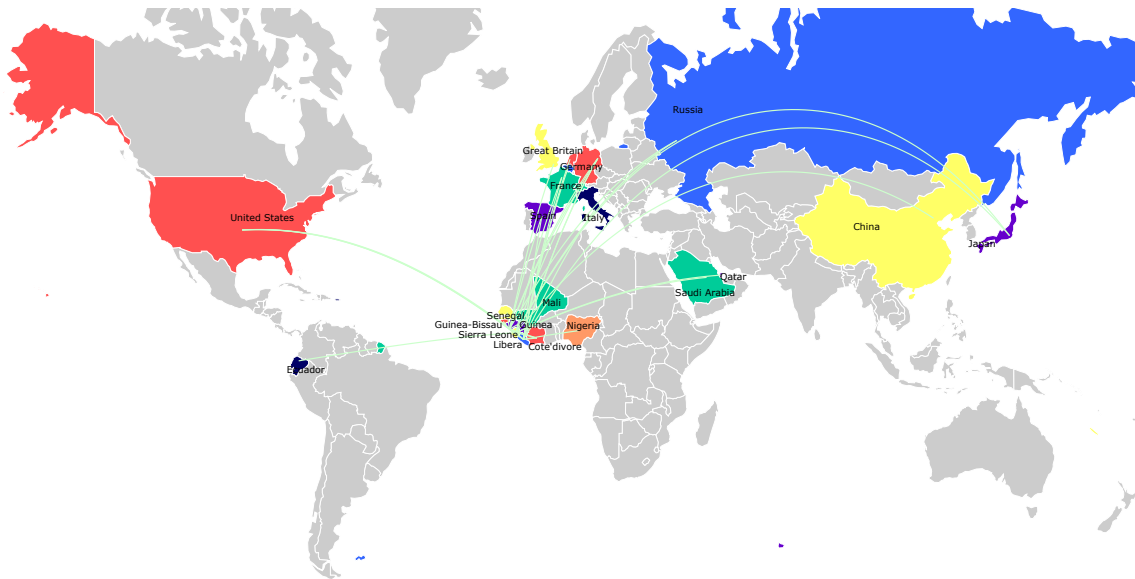 Russia
Great Britain
Germany
France
United States
Spain
Italy
China
Japan
Qatar
Saudi Arabia
Mali
Senegal
Guinea-Bissau
Guinea
Nigeria
Sierra Leone
Libera
Cote'divore
Ecuador